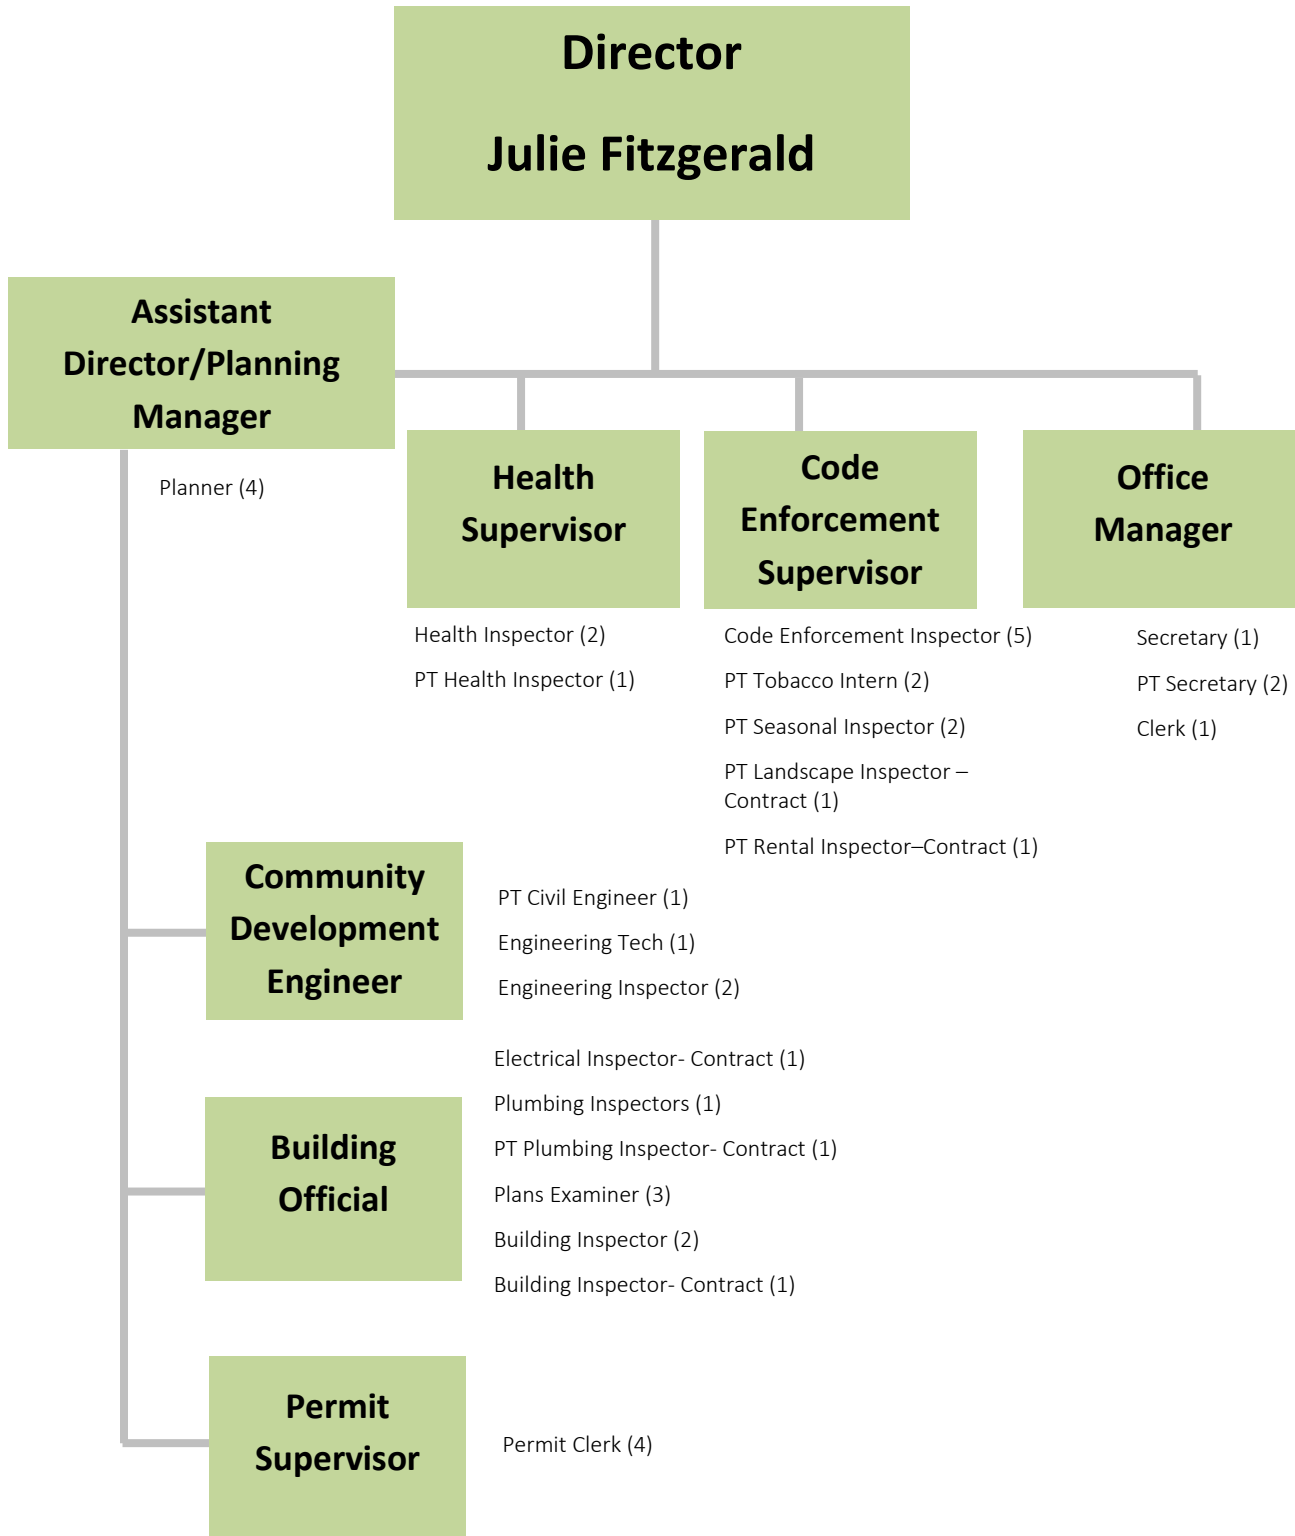 Director
Julie Fitzgerald
Assistant
Director/Planning
Manager
Planner (4)
Health
Supervisor
Health Inspector (2)
PT Health Inspector (1)
Code
Enforcement
Supervisor
Code Enforcement Inspector (5)
PT Tobacco Intern (2)
PT Seasonal Inspector (2)
PT Landscape Inspector –
Contract (1)
PT Rental Inspector–Contract (1)
Office
Manager
Secretary (1)
PT Secretary (2)
Clerk (1)
Community
Development
Engineer
PT Civil Engineer (1)
Engineering Tech (1)
Engineering Inspector (2)
Building
Official
Electrical Inspector- Contract (1)
Plumbing Inspectors (1)
PT Plumbing Inspector- Contract (1)
Plans Examiner (3)
Building Inspector (2)
Building Inspector- Contract (1)
Permit
Supervisor
Permit Clerk (4)